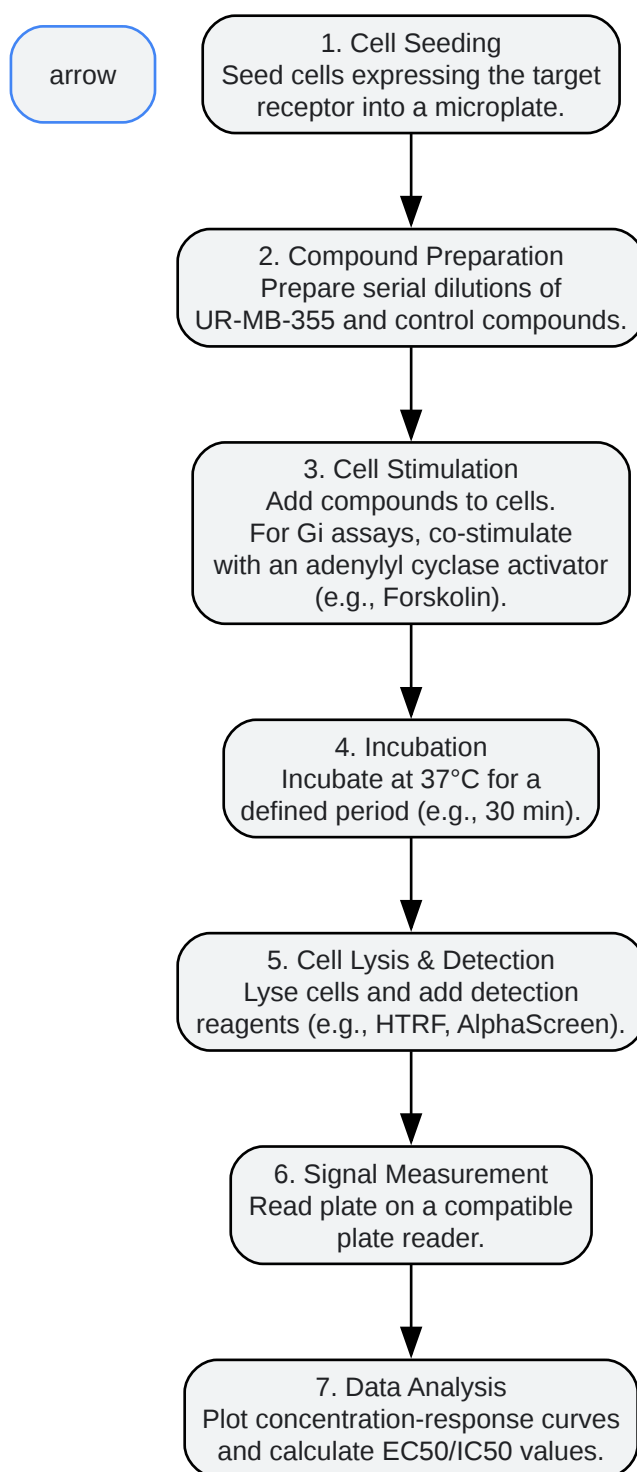 arrow
1. Cell Seeding
Seed cells expressing the target
receptor into a microplate.
2. Compound Preparation
Prepare serial dilutions of
UR-MB-355 and control compounds.
3. Cell Stimulation
Add compounds to cells.
For Gi assays, co-stimulate
with an adenylyl cyclase activator
(e.g., Forskolin).
4. Incubation
Incubate at 37°C for a
defined period (e.g., 30 min).
5. Cell Lysis & Detection
Lyse cells and add detection
reagents (e.g., HTRF, AlphaScreen).
6. Signal Measurement
Read plate on a compatible
plate reader.
7. Data Analysis
Plot concentration-response curves
and calculate EC50/IC50 values.